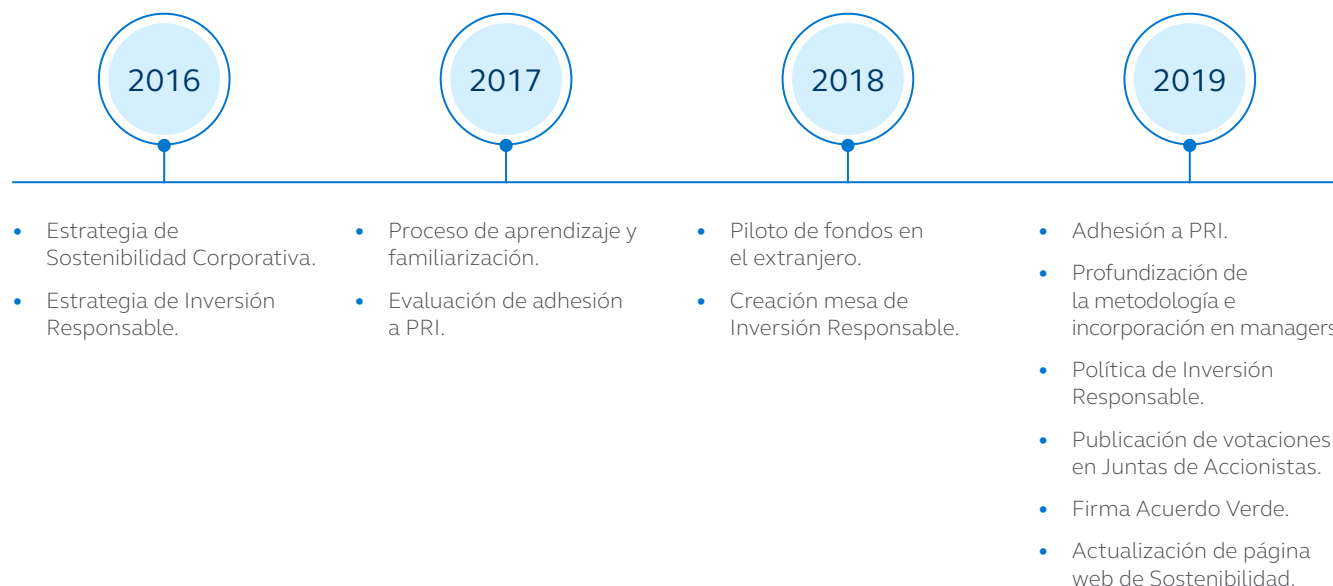 2016
2017
2018
2019
• Estrategia de
Sostenibilidad Corporativa.
• Estrategia de Inversión
Responsable.
• Proceso de aprendizaje y
familiarización.
• Evaluación de adhesión
a PRI.
• Piloto de fondos en
el extranjero.
• Creación mesa de
Inversión Responsable.
• Adhesión a PRI.
• Profundización de
la metodología e
incorporación en managers
• Política de Inversión
Responsable.
• Publicación de votaciones
en Juntas de Accionistas.
• Firma Acuerdo Verde.
• Actualización de página
web de Sostenibilidad.